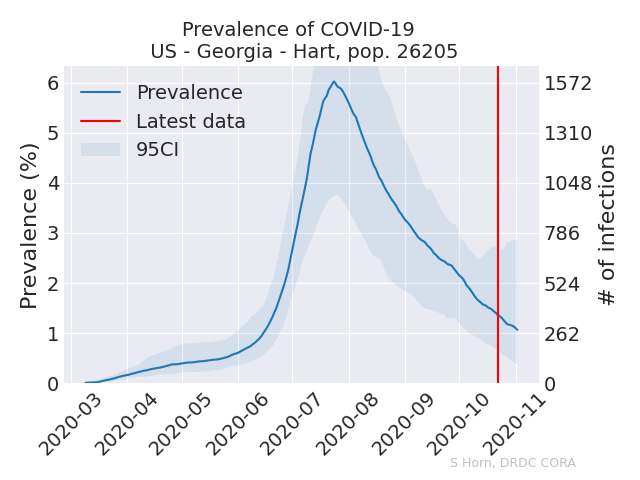 Prevalence of COVID-19
US - Georgia - Hart, pop. 26205
Prevalence
Latest data
95CI
Prevalence (%)
6
5
4
3
2
1
0
1572
1310
1048
786
524
262
0
# of infections
2020-03
2020-04
2020-05
2020-06
2020-07
2020-08
2020-09
2020-10
2020-11
S Horn, DRDC CORA